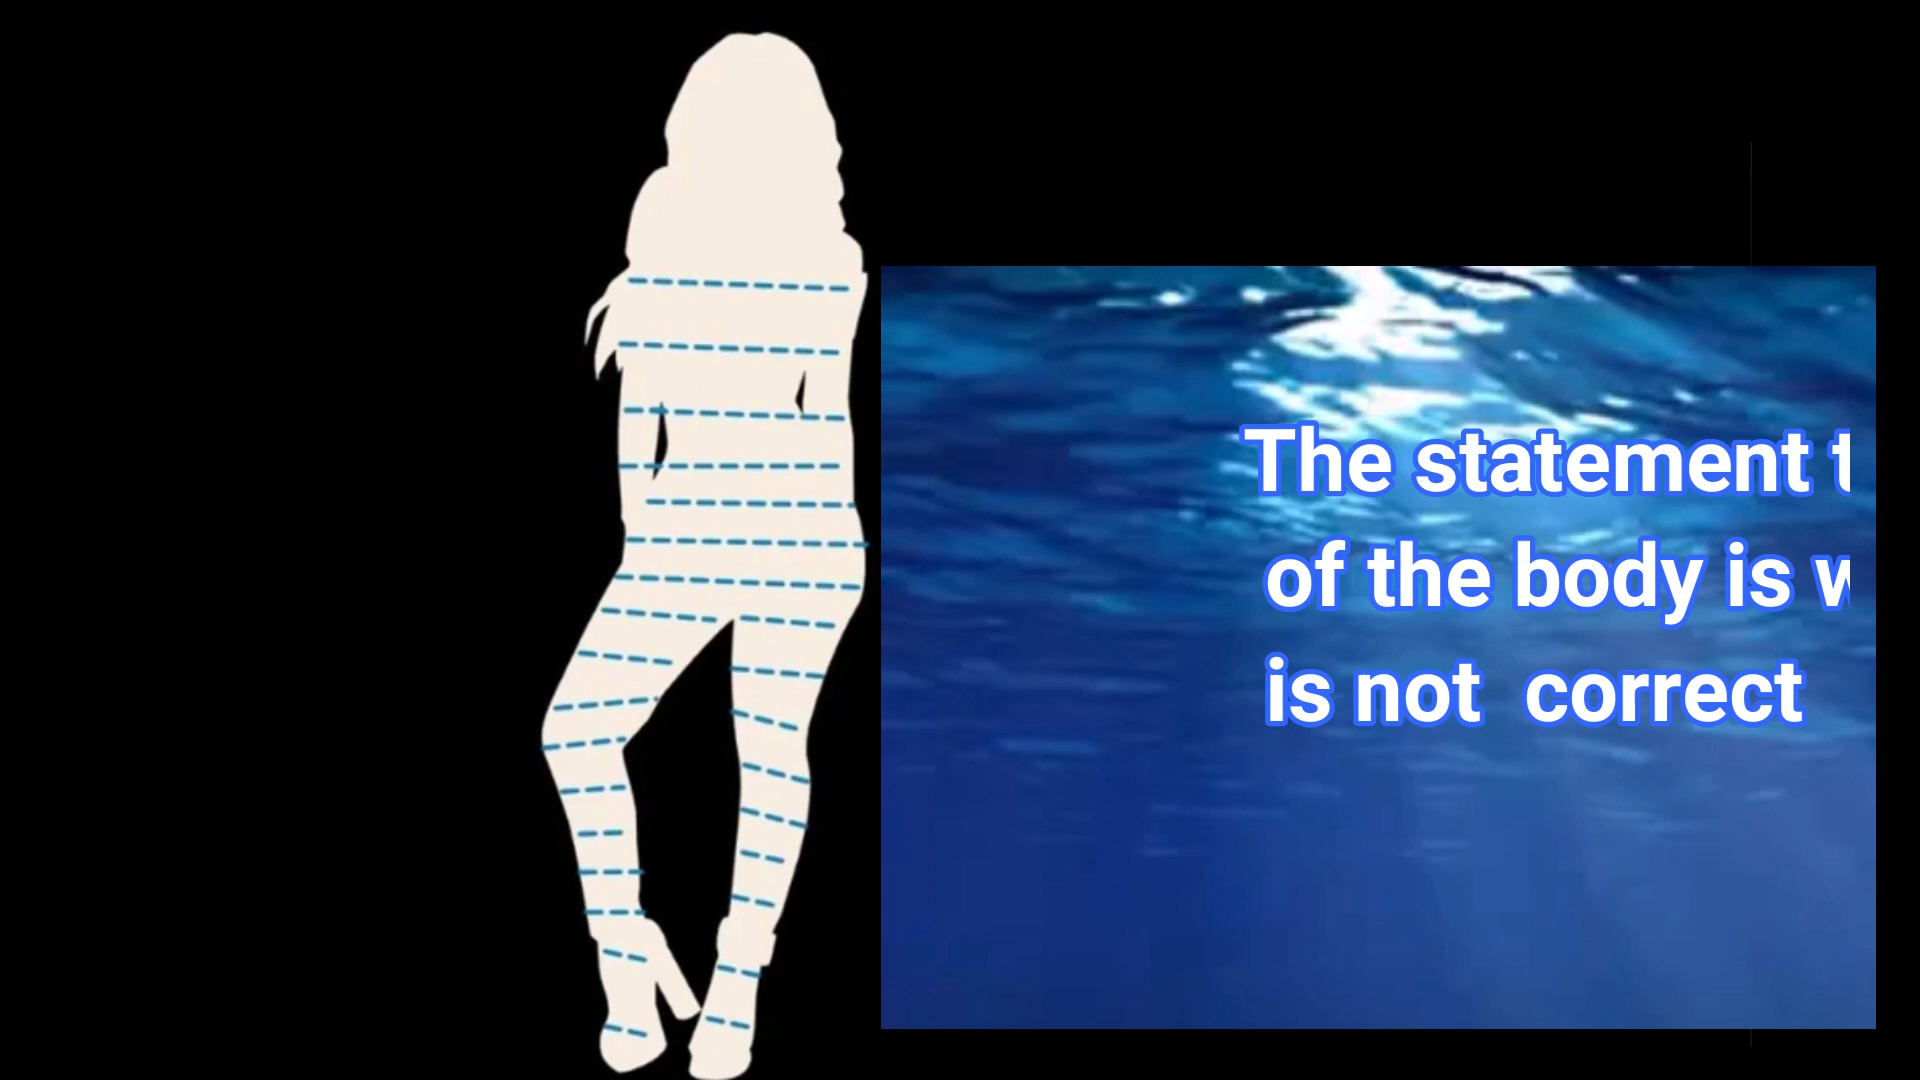 The statement
of the body is
is not correct